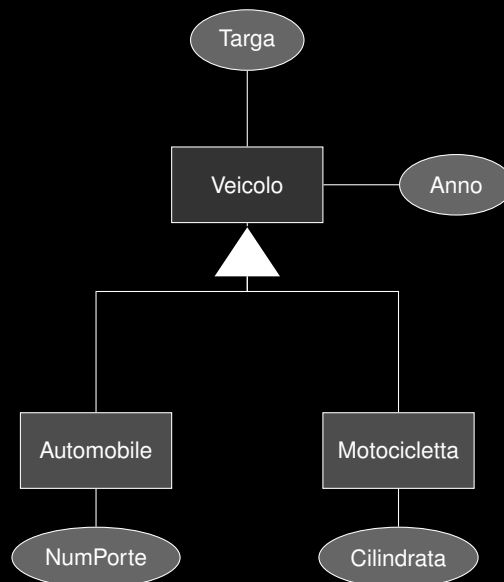 Targa
Veicolo
Anno
Automobile
Motocicletta
NumPorte
Cilindrata